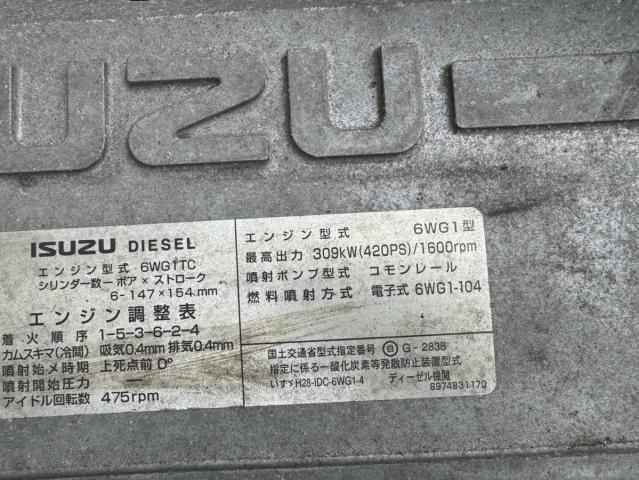 UZU
ISUZU DIESEL
エンジン型式 6WG1TC
シリンダ数ーボア×ストローク
6-147×154.mm
エンジン調整表
着火順序 1-5-3-6-2-4
カムスキマ(冷間) 吸気0.4mm 排気0.4mm
噴射始メ時期 上死点前 0°
噴射開始圧力 ―
アイドル回転数 475rpm
エンジン型式 6WG1型
最高出力 309kW(420PS)/1600rpm
噴射ポンプ型式 コモンレール
燃料噴射方式 電子式 6WG1-104
国土交通省型式指定番号 自 G-2838
指定に係る一酸化炭素等発散防止装置型式
いすゞH28-IDC-6WG1-4 ディーゼル機関
8974831170